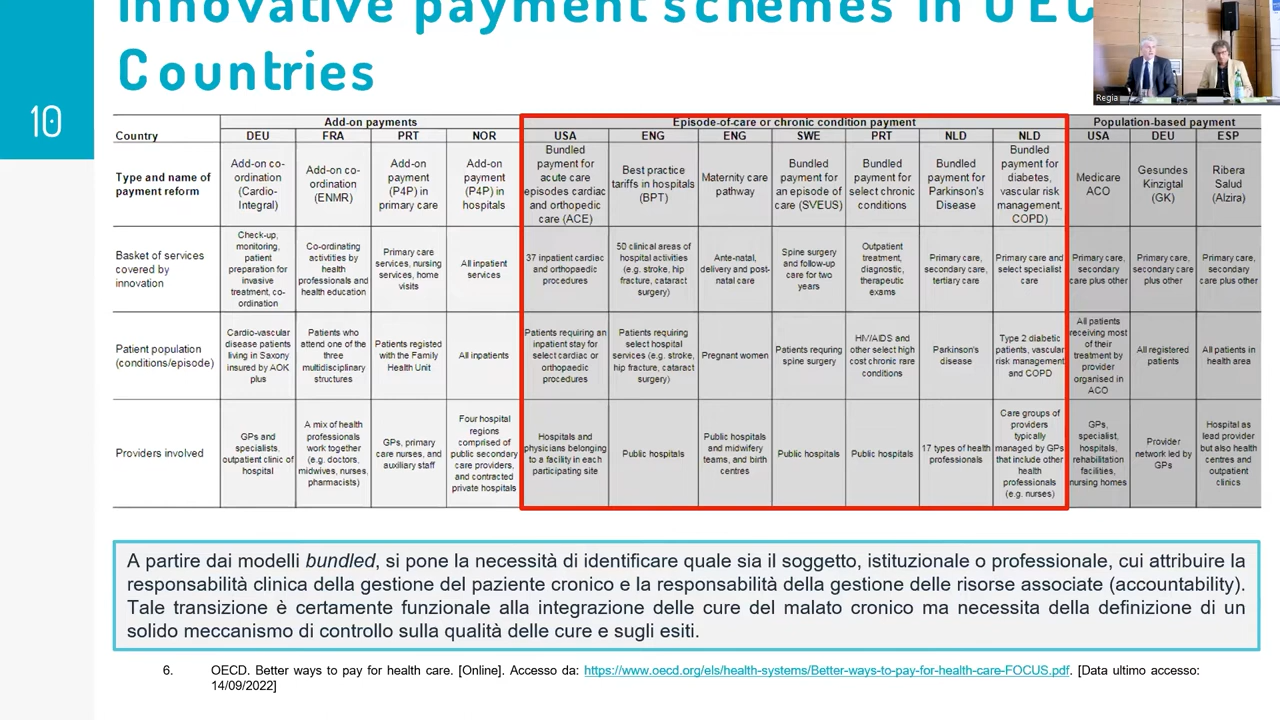 Innovative payment schemes in OEC
Countries
10
Regia
Country | Add-on payments | Episode-of-care or chronic condition payment | Population-based payment
DEU | FRA | PRT | NOR | USA | ENG | ENG | SWE | PRT | NLD | NLD | USA | DEU | ESP
Type and name of payment reform | Add-on co-ordination (Cardio-Integral) | Add-on co-ordination (ENMR) | Add-on payment (P4P) in primary care | Add-on payment (P4P) in hospitals | Bundled payment for acute care episodes cardiac and orthopedic care (ACE) | Best practice tariffs in hospitals (BPT) | Maternity care pathway | Bundled payment for an episode of care (SVEUS) | Bundled payment for select chronic conditions | Bundled payment for Parkinson's Disease | Bundled payment for diabetes, vascular risk management, COPD) | Medicare ACO | Gesundes Kinzigtal (GK) | Ribera Salud (Alzira)
Basket of services covered by innovation | Check-up, monitoring, patient preparation for invasive treatment, co-ordination | Co-ordinating activities by health professionals and health education | Primary care services, nursing services, home visits | All inpatient services | 37 inpatient cardiac and orthopaedic procedures | 50 clinical areas of hospital activities (e.g. stroke, hip fracture, cataract surgery) | Ante-natal, delivery and post-natal care | Spine surgery and follow-up care for two years | Outpatient treatment, diagnostic, therapeutic exams | Primary care, secondary care, tertiary care | Primary care and select specialist care | Primary care, secondary care plus other | Primary care, secondary care plus other | Primary care, secondary care plus other
Patient population (conditions/episode) | Cardio-vascular disease patients living in Saxony insured by AOK plus | Patients who attend one of the three multidisciplinary structures | Patients registed with the Family Health Unit | All inpatients | Patients requiring an inpatient stay for select cardiac or orthopaedic procedures | Patients requiring select hospital services (e.g. stroke, hip fracture, cataract surgery) | Pregnant women | Patients requring spine surgery | HIV/AIDS and other select high cost chronic rare conditions | Parkinson's disease | Type 2 diabetic patients, vascular risk management and COPD | All patients receiving most of their treatment by provider organised in ACO | All registered patients | All patients in health area
Providers involved | GPs and specialists, outpatient clinic of hospital | A mix of health professionals work together (e.g. doctors, midwives, nurses, pharmacists) | GPs, primary care nurses, and auxiliary staff | Four hospital regions comprised of public secondary care providers, and contracted private hospitals | Hospitals and physicians belonging to a facility in each participating site | Public hospitals | Public hospitals and midwifery teams, and birth centres | Public hospitals | Public hospitals | 17 types of health professionals | Care groups of providers typically managed by GPs that include other health professionals (e.g. nurses) | GPs, specialist, hospitals, rehabilitation facilities, nursing homes | Provider network led by GPs | Hospital as lead provider but also health centres and outpatient clinics
A partire dai modelli bundled, si pone la necessità di identificare quale sia il soggetto, istituzionale o professionale, cui attribuire la
responsabilità clinica della gestione del paziente cronico e la responsabilità della gestione delle risorse associate (accountability).
Tale transizione è certamente funzionale alla integrazione delle cure del malato cronico ma necessita della definizione di un
solido meccanismo di controllo sulla qualità delle cure e sugli esiti.
6. OECD. Better ways to pay for health care. [Online]. Accesso da: https://www.oecd.org/els/health-systems/Better-ways-to-pay-for-health-care-FOCUS.pdf. [Data ultimo accesso:
14/09/2022]